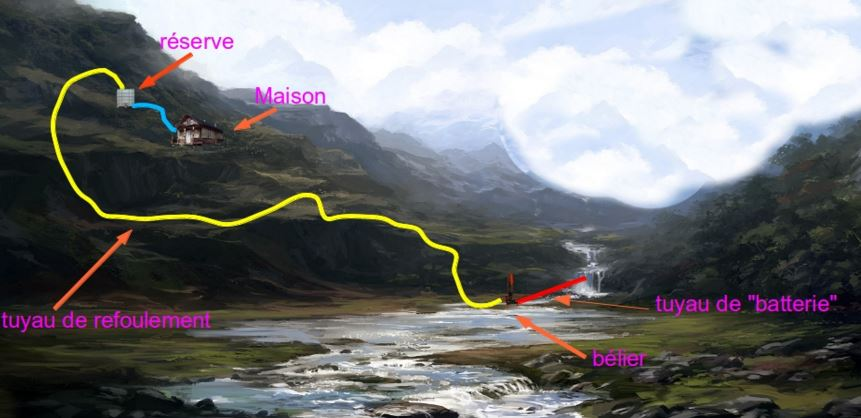 réserve
Maison
tuyau de refoulement
tuyau de "batterie"
bélier